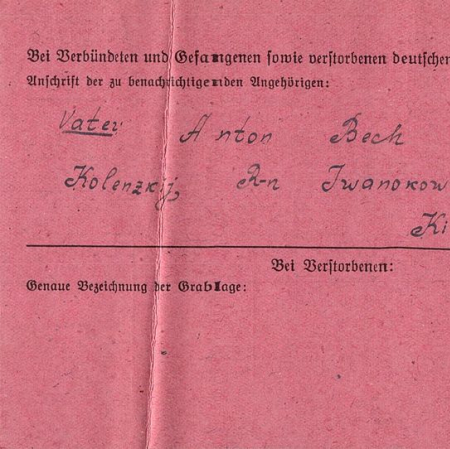 Bei Verbündeten und Gefangenen sowie verstorbenen deutschen
Anschrift der zu benachrichtigenden Angehörigen:
Vater Anton Bech
Kolenzkij R-n Iwanokow
Ki
Bei Verstorbenen:
Genaue Bezeichnung der Grablage: